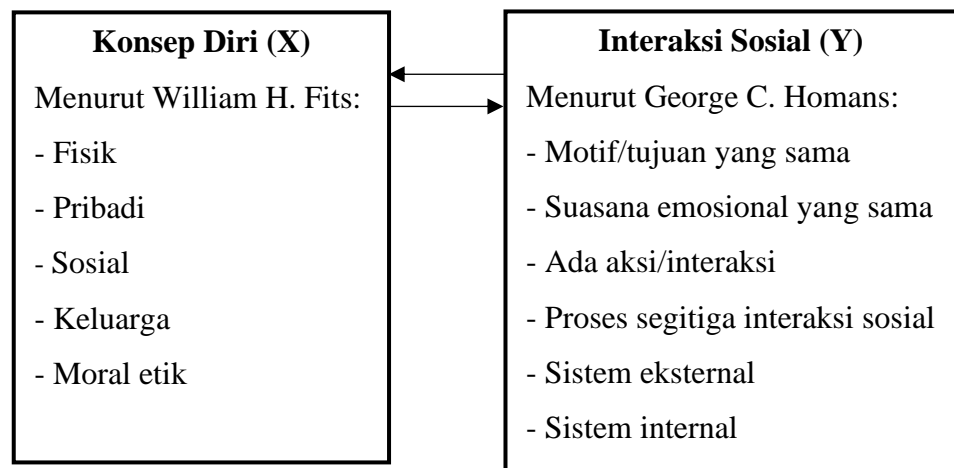 Konsep Diri (X)
Menurut William H. Fits:
- Fisik
- Pribadi
- Sosial
- Keluarga
- Moral etik
Interaksi Sosial (Y)
Menurut George C. Homans:
- Motif/tujuan yang sama
- Suasana emosional yang sama
- Ada aksi/interaksi
- Proses segitiga interaksi sosial
- Sistem eksternal
- Sistem internal